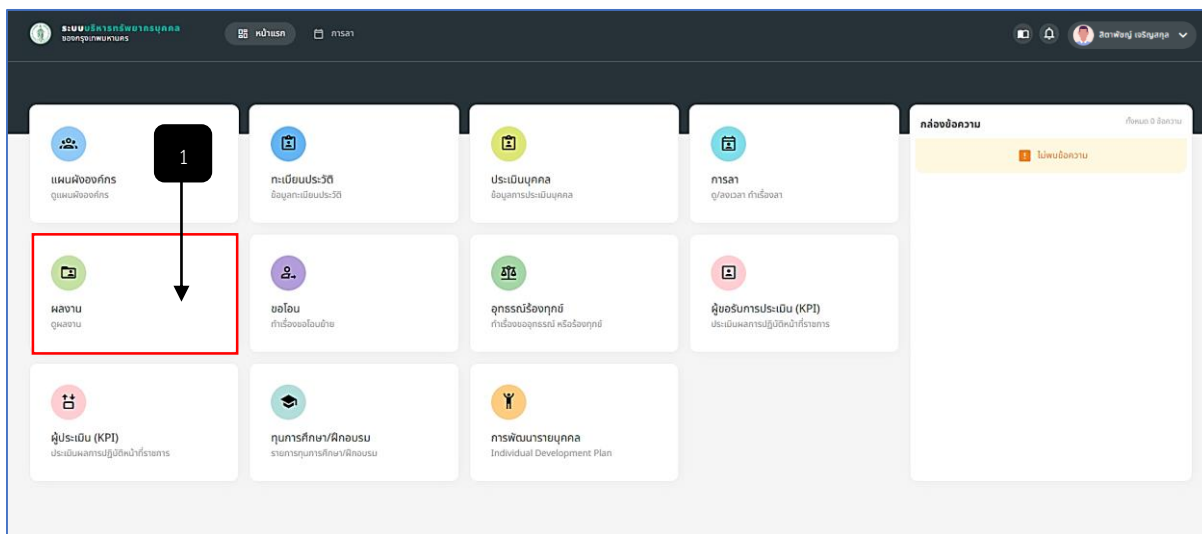 ระบบบริหารทรัพยากรบุคคล
ของกรุงเทพมหานคร
หน้าแรก
การลา
สิตาพัชญ์ เจริญสกุล
1
แผนผังองค์กร
ดูแผนผังองค์กร
ทะเบียนประวัติ
ข้อมูลทะเบียนประวัติ
ประเมินบุคคล
ข้อมูลการประเมินบุคคล
การลา
ดู/ลงเวลา ทำเรื่องลา
ผลงาน
ดูผลงาน
ขอโอน
ทำเรื่องขอโอนย้าย
อุทธรณ์ร้องทุกข์
ทำเรื่องขออุทธรณ์ หรือร้องทุกข์
ผู้ขอรับการประเมิน (KPI)
ประเมินผลการปฏิบัติหน้าที่ราชการ
ผู้ประเมิน (KPI)
ประเมินผลการปฏิบัติหน้าที่ราชการ
ทุนการศึกษา/ฝึกอบรม
รายการทุนการศึกษา/ฝึกอบรม
การพัฒนารายบุคคล
Individual Development Plan
กล่องข้อความ
ทั้งหมด 0 ข้อความ
ไม่พบข้อความ